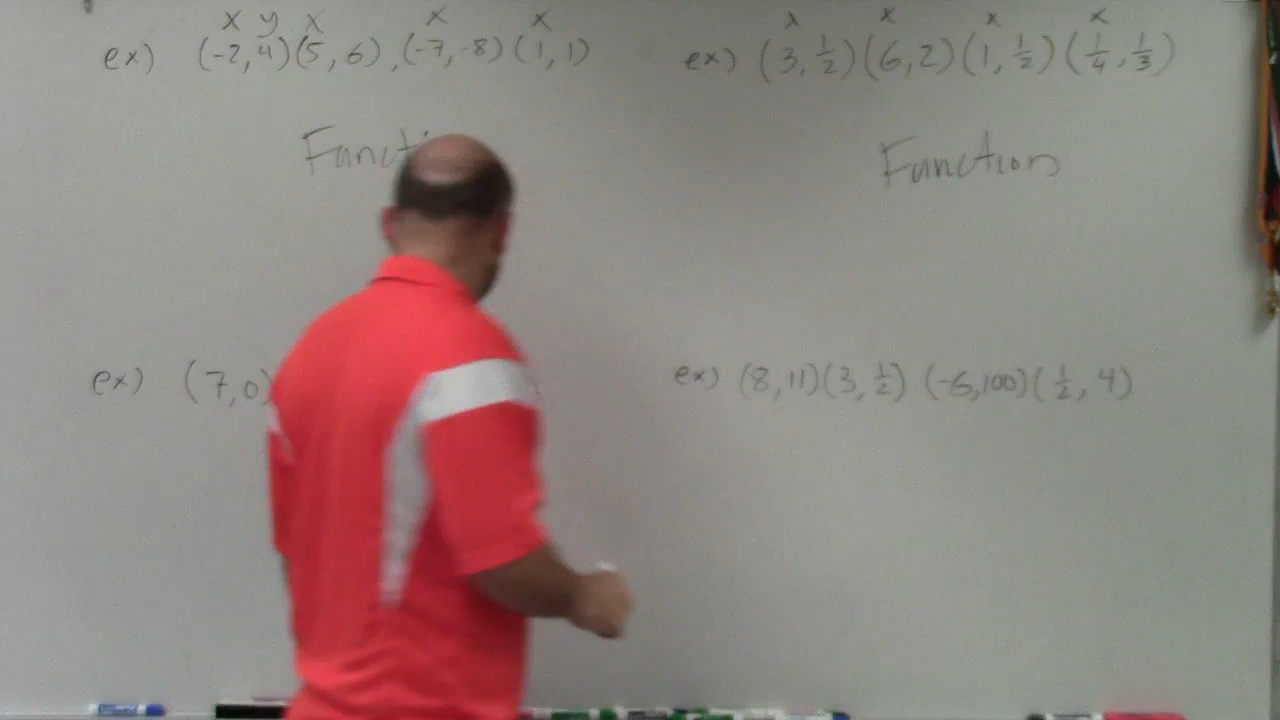 x y x x x
ex) (-2,4)(5,6),(-7,-8)(1,1)
x x x x
ex) (3,½)(6,2)(1,½)(¼,⅓)
Function
ex) (7,0)
ex) (8,11)(3,½) (-6,100)(½,4)